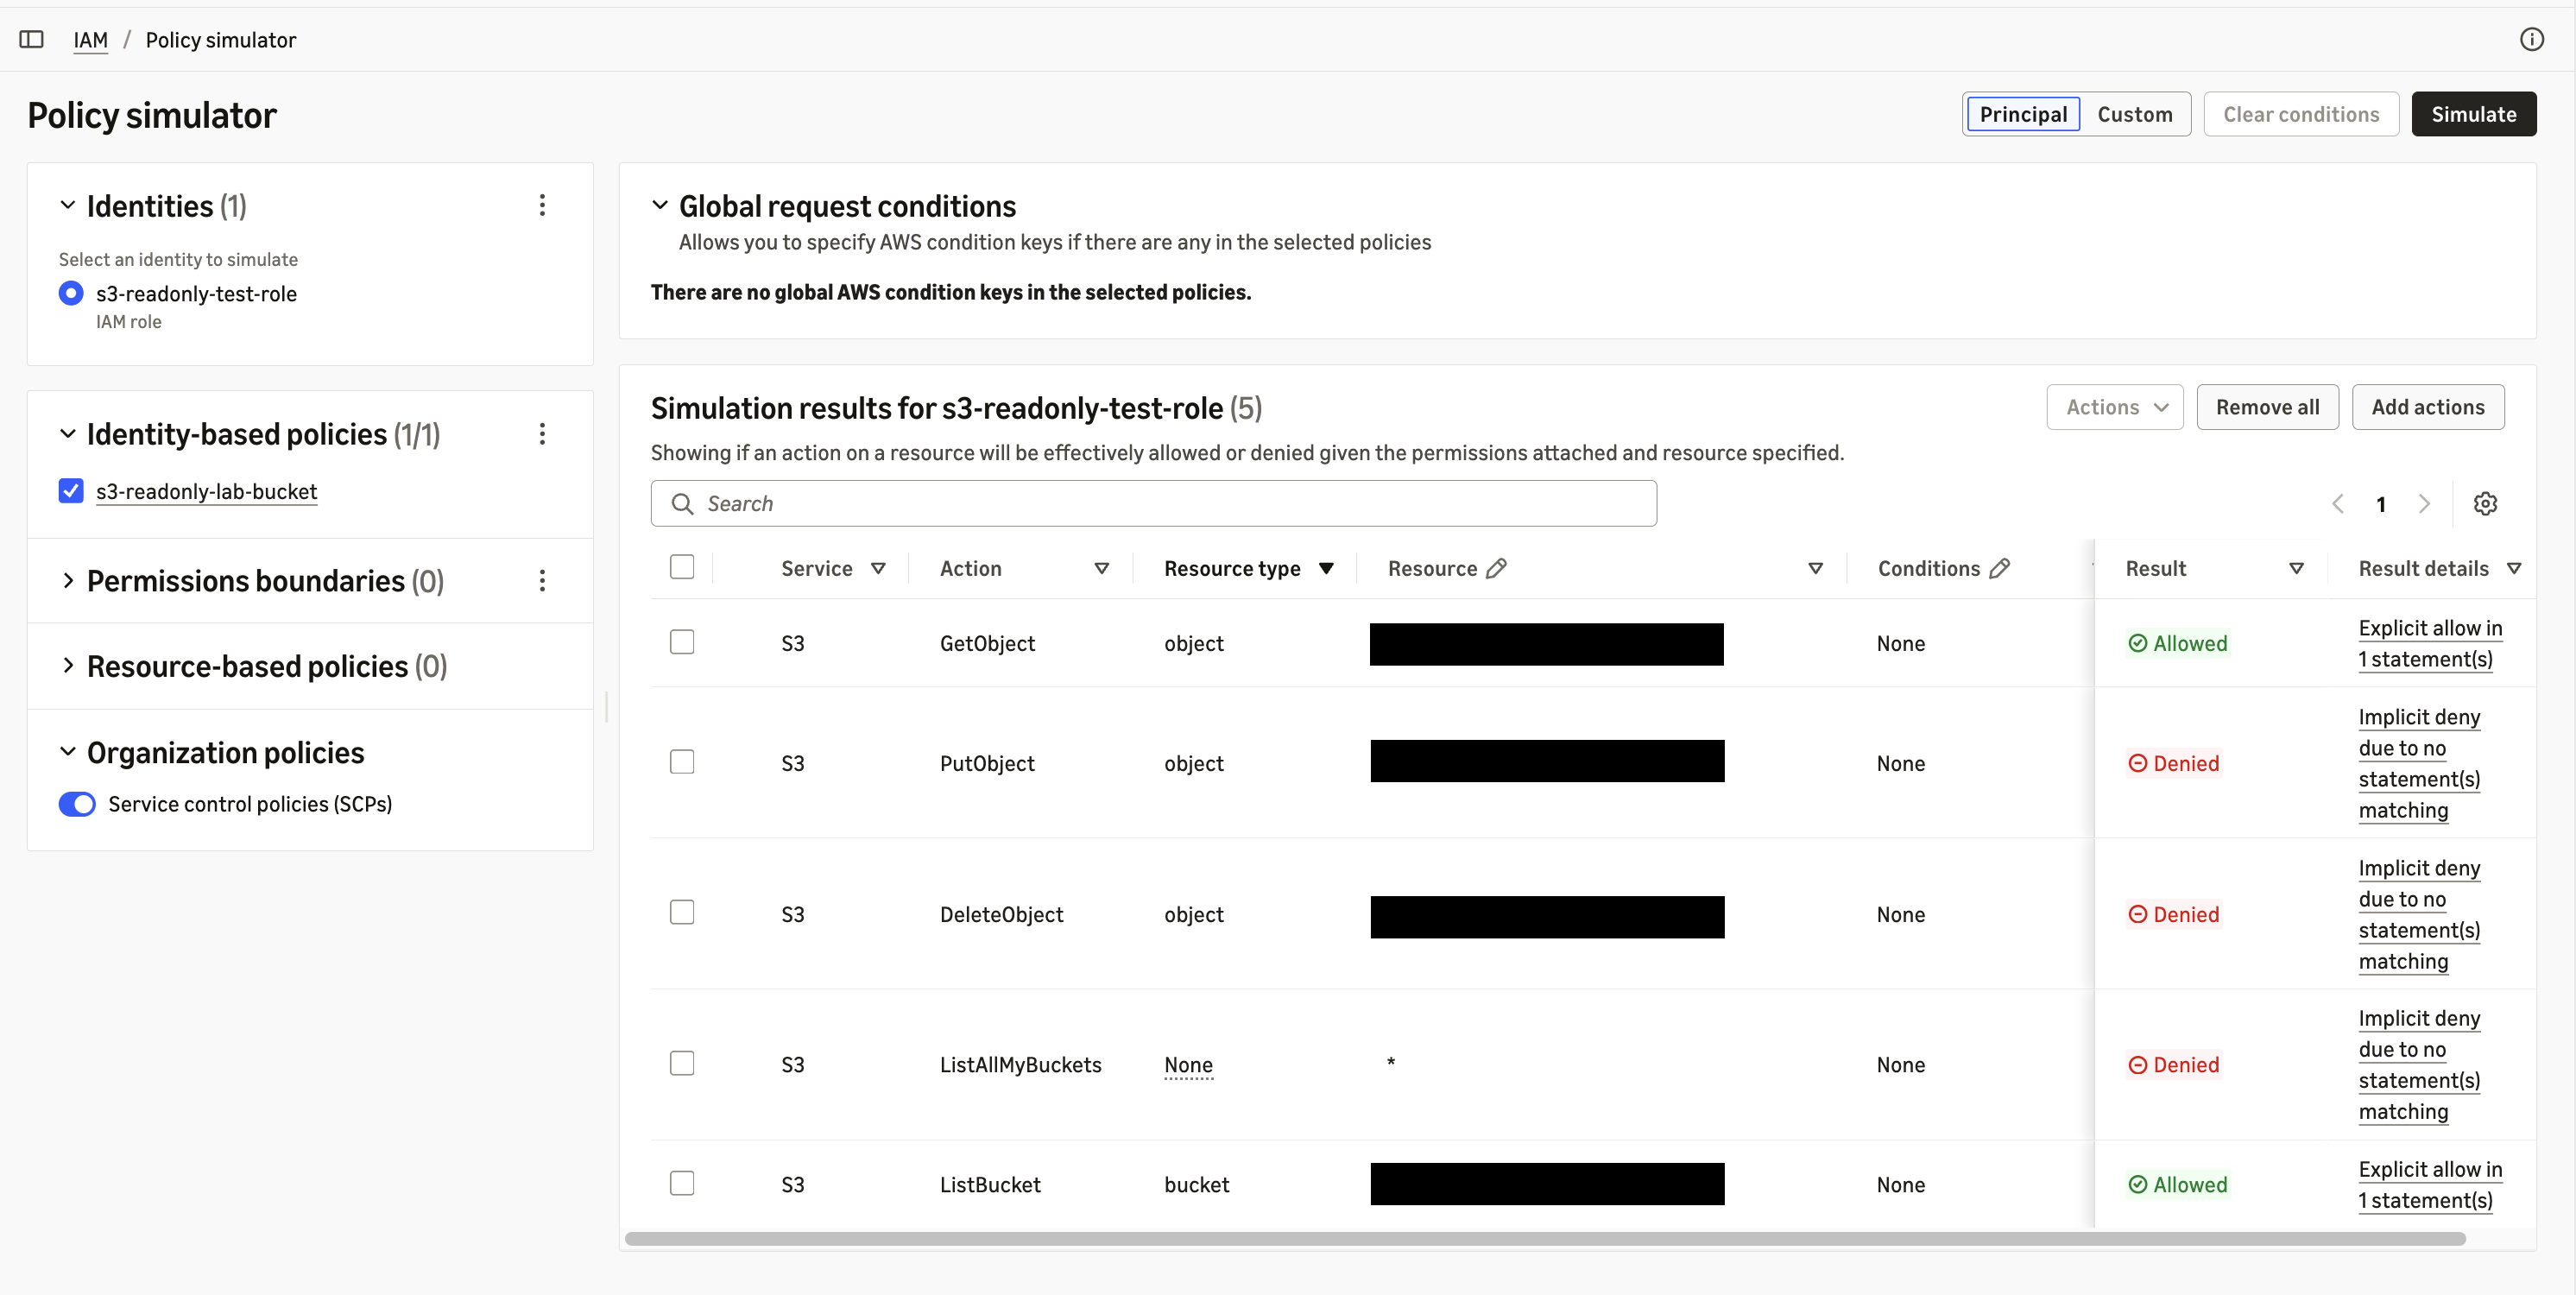 IAM / Policy simulator
Policy simulator
Principal Custom Clear conditions Simulate
Identities (1)
Select an identity to simulate
s3-readonly-test-role
IAM role
Identity-based policies (1/1)
s3-readonly-lab-bucket
Permissions boundaries (0)
Resource-based policies (0)
Organization policies
Service control policies (SCPs)
Global request conditions
Allows you to specify AWS condition keys if there are any in the selected policies
There are no global AWS condition keys in the selected policies.
Simulation results for s3-readonly-test-role (5)
Actions Remove all Add actions
Showing if an action on a resource will be effectively allowed or denied given the permissions attached and resource specified.
Search
1
Service Action Resource type Resource Conditions Result Result details
S3 GetObject object None Allowed Explicit allow in
1 statement(s)
S3 PutObject object None Denied Implicit deny
due to no
statement(s)
matching
S3 DeleteObject object None Denied Implicit deny
due to no
statement(s)
matching
S3 ListAllMyBuckets None * None Denied Implicit deny
due to no
statement(s)
matching
S3 ListBucket bucket None Allowed Explicit allow in
1 statement(s)